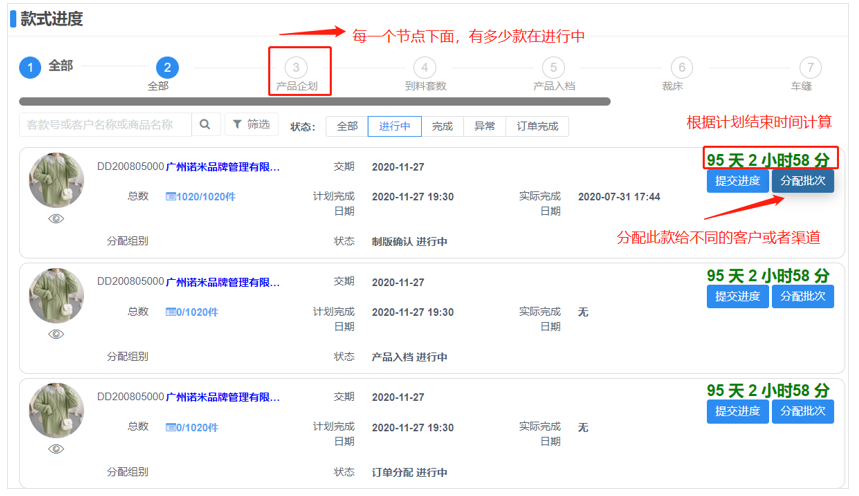 款式进度
每一个节点下面，有多少款在进行中
1 全部 2 3 4 5 6 7
全部 产品企划 到料套数 产品入档 裁床 车缝
客款号或客户名称或商品名称 筛选 状态： 全部 进行中 完成 异常 订单完成
根据计划结束时间计算
DD200805000 广州诺米品牌管理有限... 交期 2020-11-27 95 天 2 小时58 分
提交进度 分配批次
总数 1020/1020件 计划完成日期 2020-11-27 19:30 实际完成日期 2020-07-31 17:44
分配此款给不同的客户或者渠道
分配组别 状态 制版确认 进行中
DD200805000 广州诺米品牌管理有限... 交期 2020-11-27 95 天 2 小时58 分
提交进度 分配批次
总数 0/1020件 计划完成日期 2020-11-27 19:30 实际完成日期 无
分配组别 状态 产品入档 进行中
DD200805000 广州诺米品牌管理有限... 交期 2020-11-27 95 天 2 小时58 分
提交进度 分配批次
总数 0/1020件 计划完成日期 2020-11-27 19:30 实际完成日期 无
分配组别 状态 订单分配 进行中